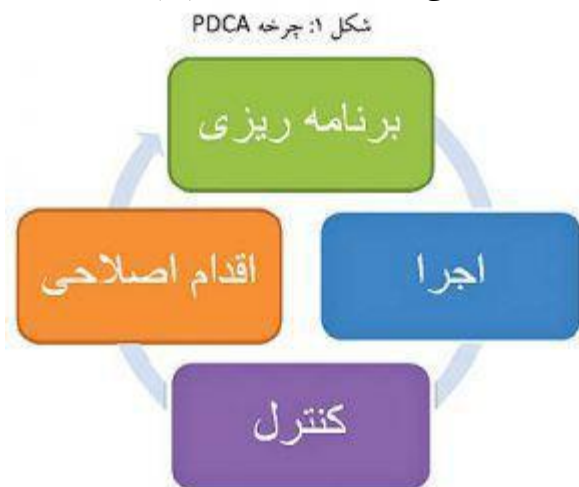 شکل ۱: چرخه PDCA
برنامه ریزی
اجرا
کنترل
اقدام اصلاحی